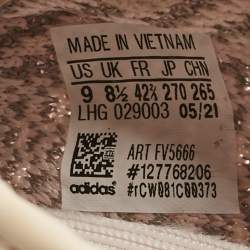 MADE IN VIETNAM
US UK FR JP CHN
9 8½ 42⅔ 270 265
LHG 029003 05/21
ART FV5666
#127768206
adidas® #rCW081C00373